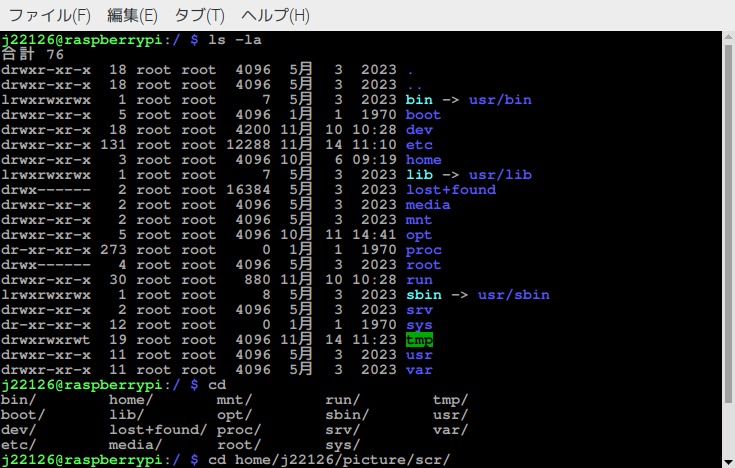 ファイル(F) 編集(E) タブ(T) ヘルプ(H)
j22126@raspberrypi:/ $ ls -la
合計 76
drwxr-xr-x  18 root root  4096  5月  3  2023 .
drwxr-xr-x  18 root root  4096  5月  3  2023 ..
lrwxrwxrwx   1 root root     7  5月  3  2023 bin -> usr/bin
drwxr-xr-x   5 root root  4096  1月  1  1970 boot
drwxr-xr-x  18 root root  4200 11月 10 10:28 dev
drwxr-xr-x 131 root root 12288 11月 14 11:10 etc
drwxr-xr-x   3 root root  4096 10月  6 09:19 home
lrwxrwxrwx   1 root root     7  5月  3  2023 lib -> usr/lib
drwx------   2 root root 16384  5月  3  2023 lost+found
drwxr-xr-x   2 root root  4096  5月  3  2023 media
drwxr-xr-x   2 root root  4096  5月  3  2023 mnt
drwxr-xr-x   5 root root  4096 10月 11 14:41 opt
dr-xr-xr-x 273 root root     0  1月  1  1970 proc
drwx------   4 root root  4096  5月  3  2023 root
drwxr-xr-x  30 root root   880 11月 10 10:28 run
lrwxrwxrwx   1 root root     8  5月  3  2023 sbin -> usr/sbin
drwxr-xr-x   2 root root  4096  5月  3  2023 srv
dr-xr-xr-x  12 root root     0  1月  1  1970 sys
drwxrwxrwt  19 root root  4096 11月 14 11:23 tmp
drwxr-xr-x  11 root root  4096  5月  3  2023 usr
drwxr-xr-x  11 root root  4096  5月  3  2023 var
j22126@raspberrypi:/ $ cd
bin/        home/       mnt/        run/        tmp/
boot/       lib/        opt/        sbin/       usr/
dev/        lost+found/ proc/       srv/        var/
etc/        media/      root/       sys/
j22126@raspberrypi:/ $ cd home/j22126/picture/scr/